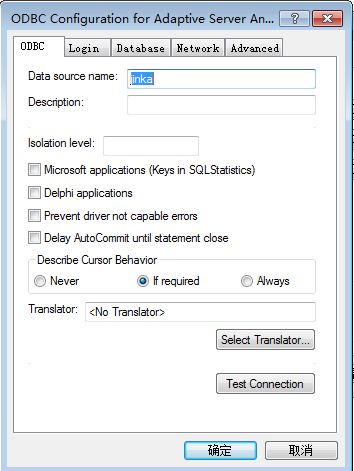 ODBC Configuration for Adaptive Server An...
ODBC Login Database Network Advanced
Data source name: jinka
Description:
Isolation level:
Microsoft applications (Keys in SQLStatistics)
Delphi applications
Prevent driver not capable errors
Delay AutoCommit until statement close
Describe Cursor Behavior
Never If required Always
Translator: <No Translator>
Select Translator...
Test Connection
确定 取消